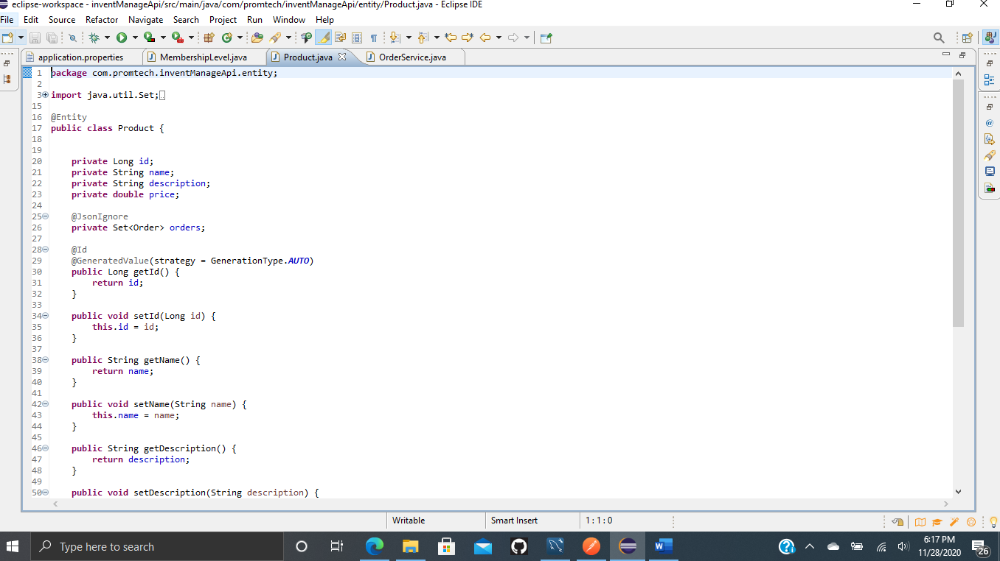 eclipse-workspace - inventManageApi/src/main/java/com/promtech/inventManageApi/entity/Product.java - Eclipse IDE
File Edit Source Refactor Navigate Search Project Run Window Help
application.properties MembershipLevel.java Product.java OrderService.java
1 package com.promtech.inventManageApi.entity;
2
3 import java.util.Set;
15
16 @Entity
17 public class Product {
18
19
20 private Long id;
21 private String name;
22 private String description;
23 private double price;
24
25 @JsonIgnore
26 private Set<Order> orders;
27
28 @Id
29 @GeneratedValue(strategy = GenerationType.AUTO)
30 public Long getId() {
31 return id;
32 }
33
34 public void setId(Long id) {
35 this.id = id;
36 }
37
38 public String getName() {
39 return name;
40 }
41
42 public void setName(String name) {
43 this.name = name;
44 }
45
46 public String getDescription() {
47 return description;
48 }
49
50 public void setDescription(String description) {
Writable Smart Insert 1 : 1 : 0
Type here to search
6:17 PM
11/28/2020
26